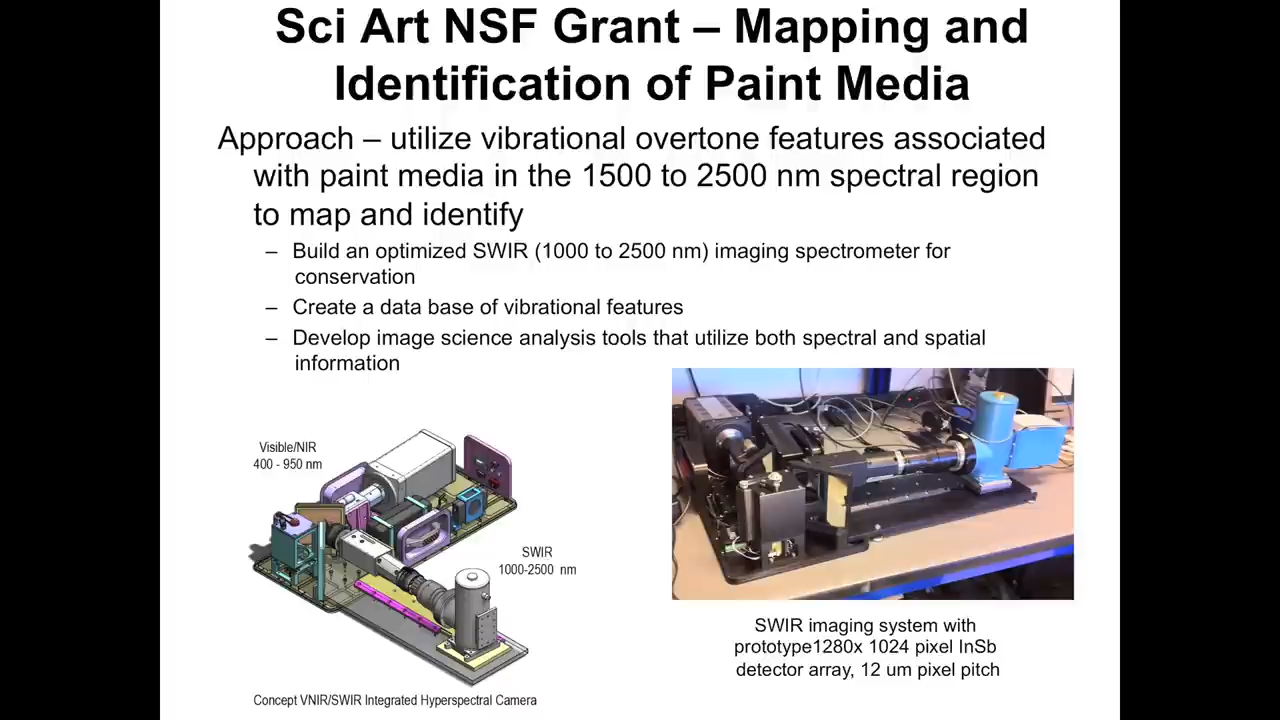 Sci Art NSF Grant – Mapping and
Identification of Paint Media
Approach – utilize vibrational overtone features associated
with paint media in the 1500 to 2500 nm spectral region
to map and identify
– Build an optimized SWIR (1000 to 2500 nm) imaging spectrometer for
conservation
– Create a data base of vibrational features
– Develop image science analysis tools that utilize both spectral and spatial
information
Visible/NIR
400 - 950 nm
SWIR
1000-2500 nm
Concept VNIR/SWIR Integrated Hyperspectral Camera
SWIR imaging system with
prototype1280x 1024 pixel InSb
detector array, 12 um pixel pitch